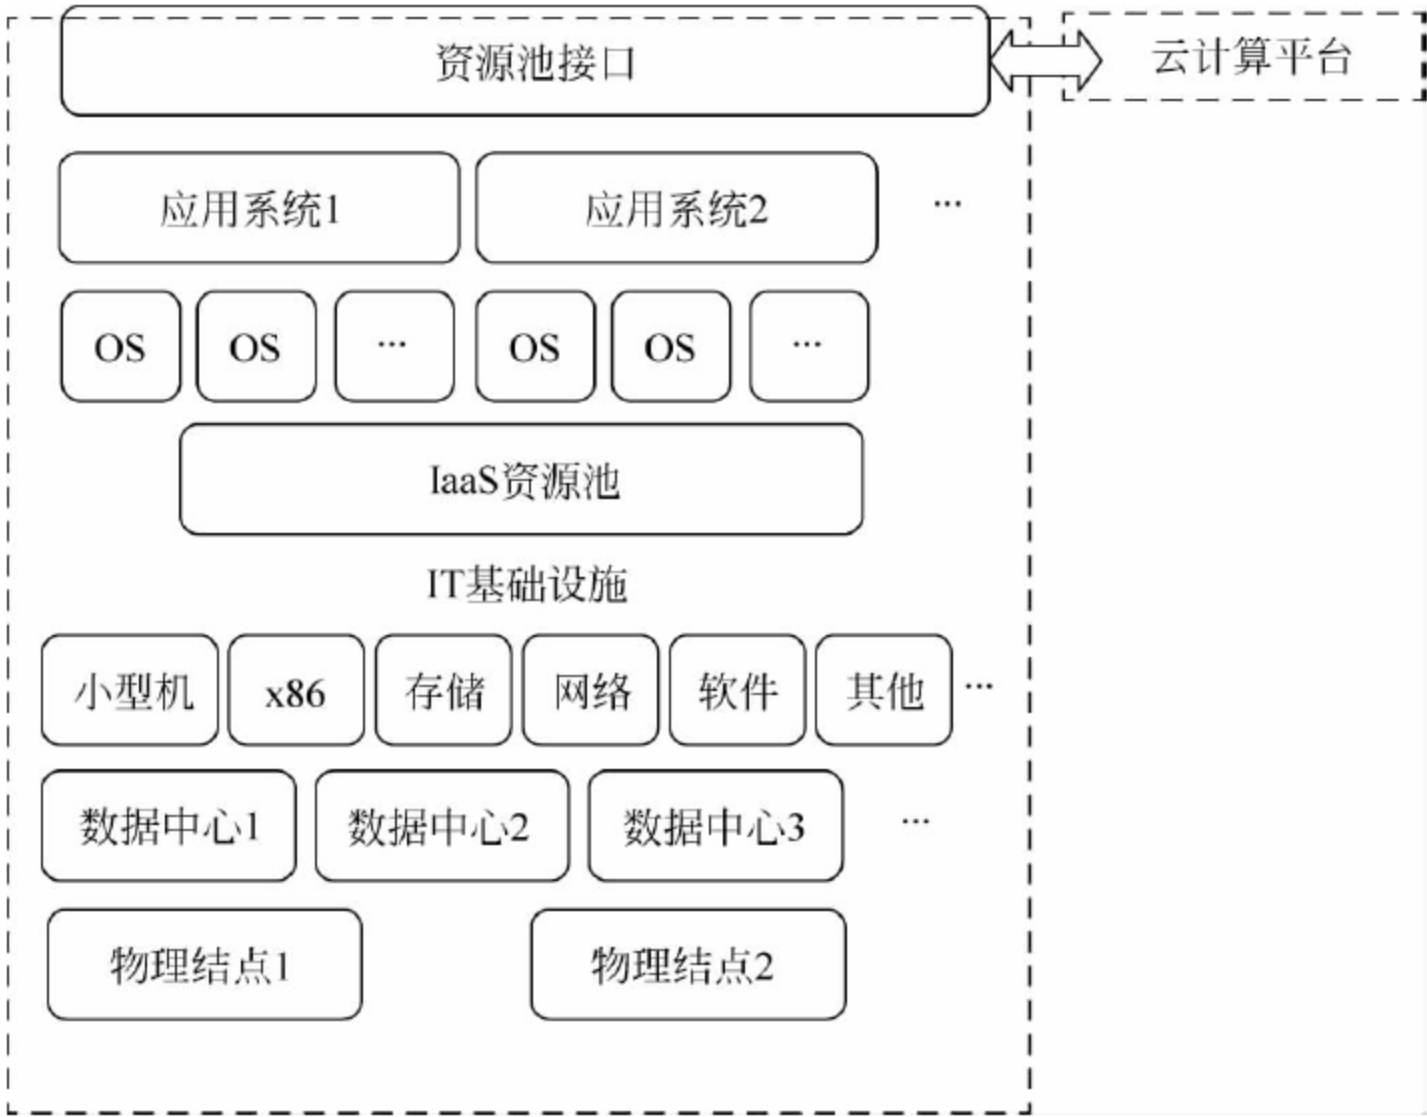 资源池接口
云计算平台
应用系统1 应用系统2 ...
OS OS ... OS OS ...
IaaS资源池
IT基础设施
小型机 x86 存储 网络 软件 其他 ...
数据中心1 数据中心2 数据中心3 ...
物理结点1 物理结点2